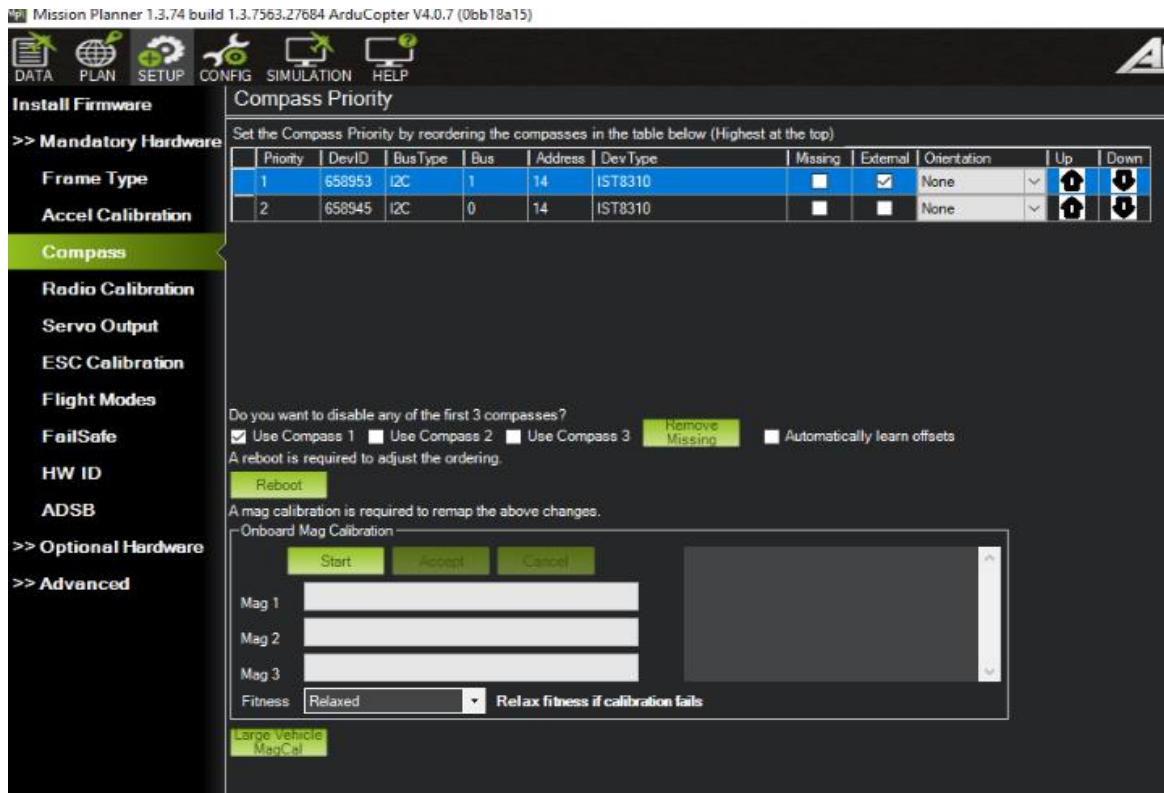 Mission Planner 1.3.74 build 1.3.7563.27684 ArduCopter V4.0.7 (0bb18a15)
DATA PLAN SETUP CONFIG SIMULATION HELP
Install Firmware
>> Mandatory Hardware
Frame Type
Accel Calibration
Compass
Radio Calibration
Servo Output
ESC Calibration
Flight Modes
FailSafe
HW ID
ADSB
>> Optional Hardware
>> Advanced
Compass Priority
Set the Compass Priority by reordering the compasses in the table below (Highest at the top)
Priority DevID BusType Bus Address DevType Missing External Orientation Up Down
1 658953 I2C 1 14 IST8310 None
2 658945 I2C 0 14 IST8310 None
Do you want to disable any of the first 3 compasses?
Use Compass 1 Use Compass 2 Use Compass 3 Remove Missing Automatically learn offsets
A reboot is required to adjust the ordering.
Reboot
A mag calibration is required to remap the above changes.
Onboard Mag Calibration
Start Accept Cancel
Mag 1
Mag 2
Mag 3
Fitness Relaxed Relax fitness if calibration fails
Large Vehicle
MagCal